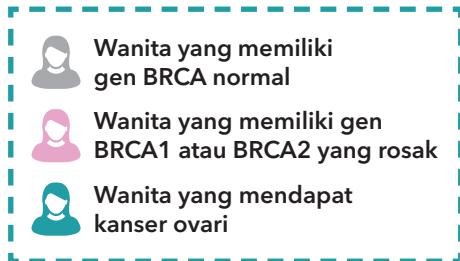 Wanita yang memiliki
gen BRCA normal
Wanita yang memiliki gen
BRCA1 atau BRCA2 yang rosak
Wanita yang mendapat
kanser ovari